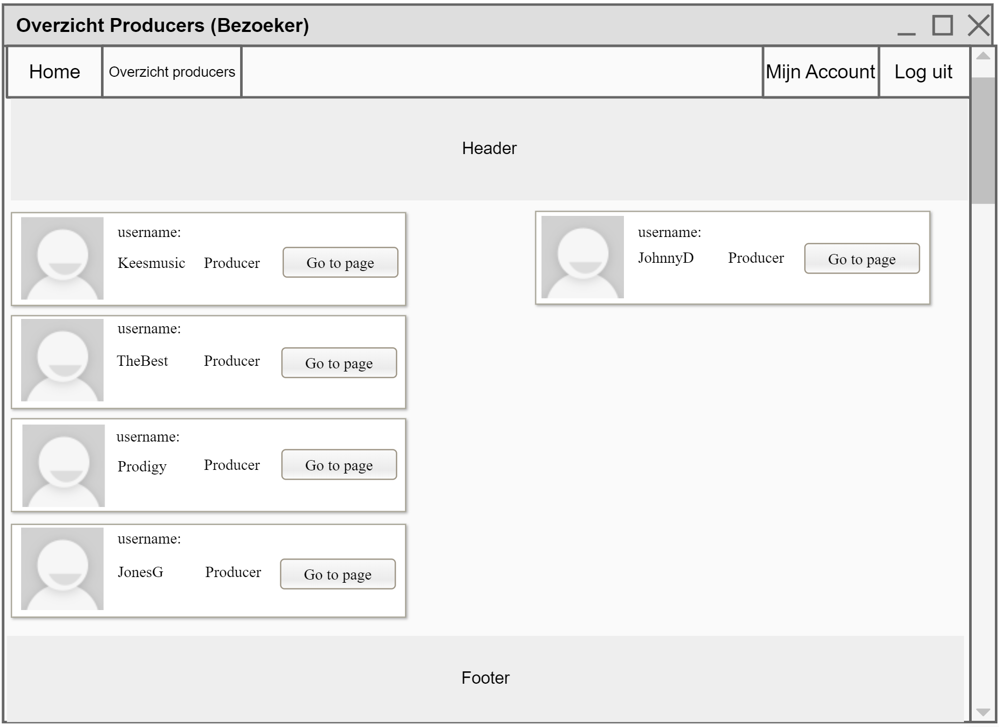 Overzicht Producers (Bezoeker)
Home
Overzicht producers
Mijn Account
Log uit
Header
username:
Keesmusic
Producer
Go to page
username:
JohnnyD
Producer
Go to page
username:
TheBest
Producer
Go to page
username:
Prodigy
Producer
Go to page
username:
JonesG
Producer
Go to page
Footer